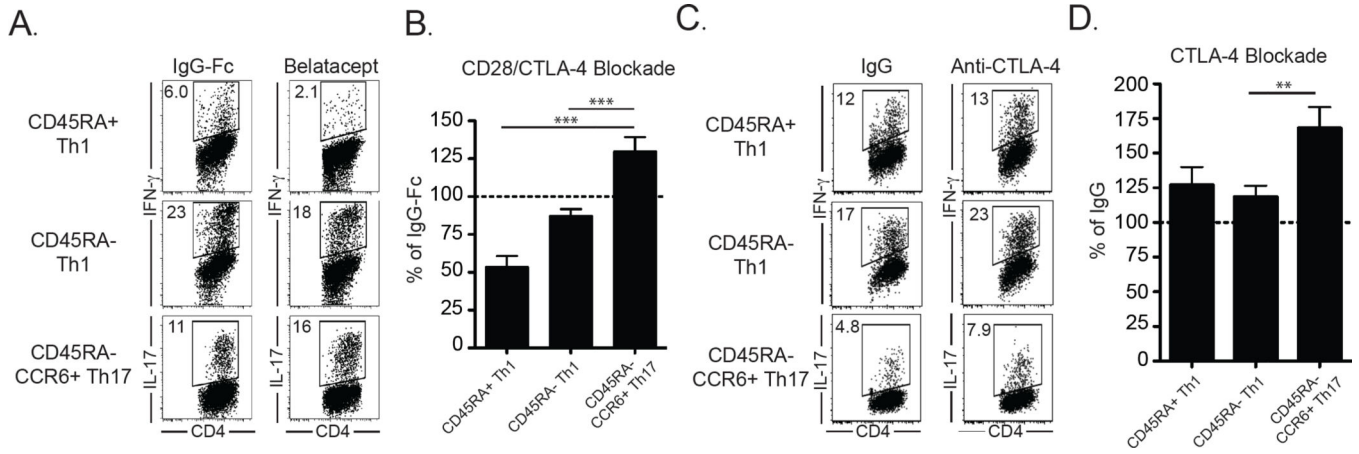 A.
IgG-Fc
Belatacept
CD45RA+
Th1
6.0
2.1
IFN-γ
IFN-γ
CD45RA-
Th1
23
18
CD45RA-
CCR6+ Th17
11
16
IL-17
IL-17
CD4
CD4
B.
CD28/CTLA-4 Blockade
***
***
% of IgG-Fc
150
125
100
75
50
25
0
CD45RA+ Th1
CD45RA- Th1
CD45RA-
CCR6+ Th17
C.
IgG
Anti-CTLA-4
CD45RA+
Th1
12
13
IFN-γ
IFN-γ
CD45RA-
Th1
17
23
CD45RA-
CCR6+ Th17
4.8
7.9
IL-17
IL-17
CD4
CD4
D.
CTLA-4 Blockade
**
% of IgG
200
175
150
125
100
75
50
25
0
CD45RA+ Th1
CD45RA- Th1
CD45RA-
CCR6+ Th17